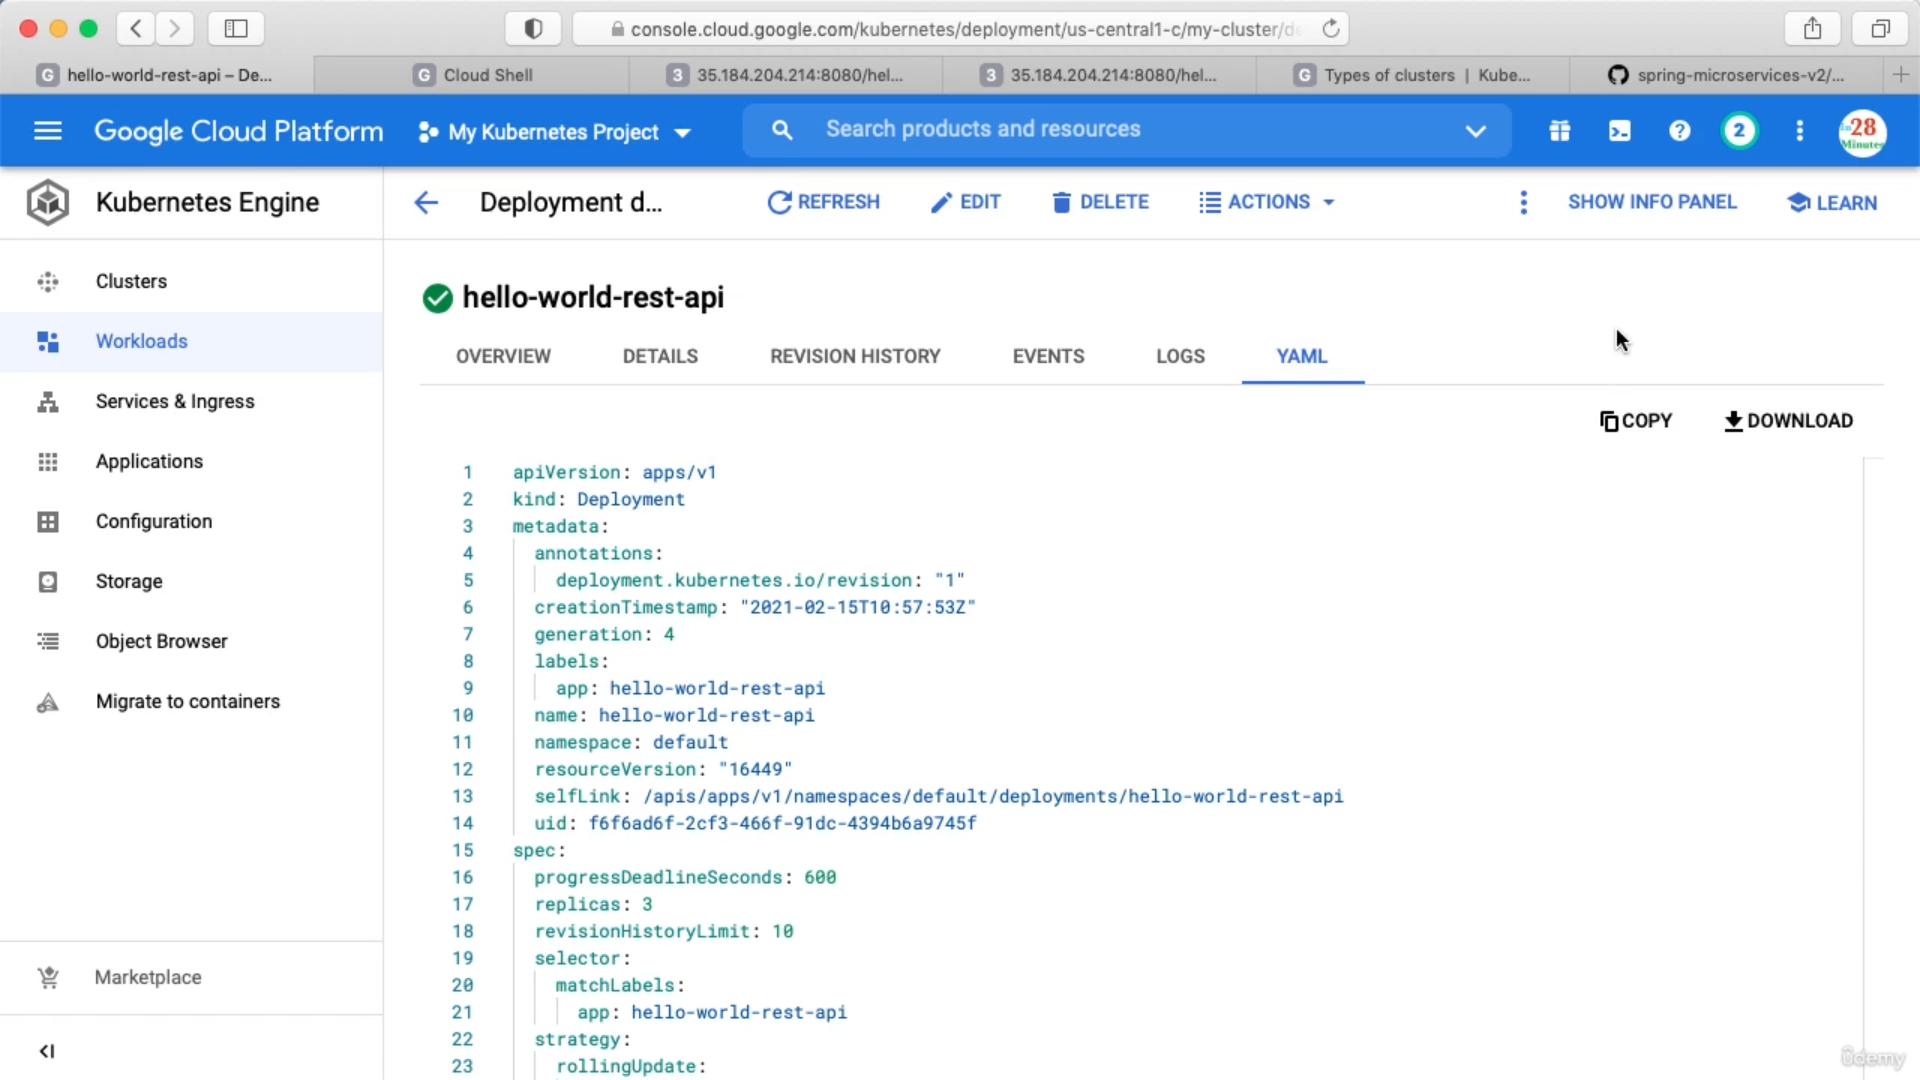 console.cloud.google.com/kubernetes/deployment/us-central1-c/my-cluster/de
hello-world-rest-api – De...
G Cloud Shell
3 35.184.204.214:8080/hel...
3 35.184.204.214:8080/hel...
G Types of clusters | Kube...
spring-microservices-v2/...
Google Cloud Platform
My Kubernetes Project
Search products and resources
2
in28
Minutes
Kubernetes Engine
Deployment d...
REFRESH
EDIT
DELETE
ACTIONS
SHOW INFO PANEL
LEARN
Clusters
Workloads
Services & Ingress
Applications
Configuration
Storage
Object Browser
Migrate to containers
Marketplace
hello-world-rest-api
OVERVIEW
DETAILS
REVISION HISTORY
EVENTS
LOGS
YAML
COPY
DOWNLOAD
1 apiVersion: apps/v1
2 kind: Deployment
3 metadata:
4 annotations:
5 deployment.kubernetes.io/revision: "1"
6 creationTimestamp: "2021-02-15T10:57:53Z"
7 generation: 4
8 labels:
9 app: hello-world-rest-api
10 name: hello-world-rest-api
11 namespace: default
12 resourceVersion: "16449"
13 selfLink: /apis/apps/v1/namespaces/default/deployments/hello-world-rest-api
14 uid: f6f6ad6f-2cf3-466f-91dc-4394b6a9745f
15 spec:
16 progressDeadlineSeconds: 600
17 replicas: 3
18 revisionHistoryLimit: 10
19 selector:
20 matchLabels:
21 app: hello-world-rest-api
22 strategy:
23 rollingUpdate:
ûdemy